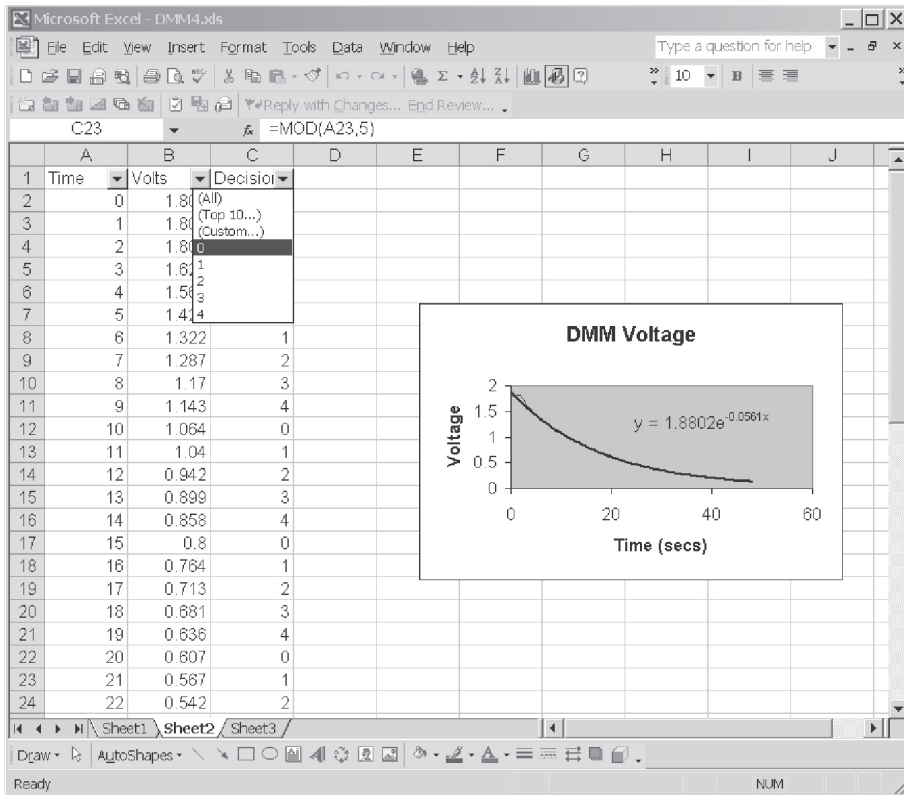 Microsoft Excel - DMM4.xls
File Edit View Insert Format Tools Data Window Help Type a question for help
10 B
Reply with Changes... End Review...
C23 fx =MOD(A23,5)
A B C D E F G H I J
1 Time Volts Decision
2 0 1.80
(All)
3 1 1.80
(Top 10...)
(Custom...)
4 2 1.80
0
5 3 1.62
1
2
6 4 1.56
3
7 5 1.42
4
8 6 1.322 1
9 7 1.287 2
10 8 1.17 3
11 9 1.143 4
12 10 1.064 0
13 11 1.04 1
14 12 0.942 2
15 13 0.899 3
16 14 0.858 4
17 15 0.8 0
18 16 0.764 1
19 17 0.713 2
20 18 0.681 3
21 19 0.636 4
22 20 0.607 0
23 21 0.567 1
24 22 0.542 2
DMM Voltage
Voltage
2
1.5
1
0.5
0
y = 1.8802e^-0.0561x
0 20 40 60
Time (secs)
Sheet1 Sheet2 Sheet3
Draw AutoShapes
Ready NUM